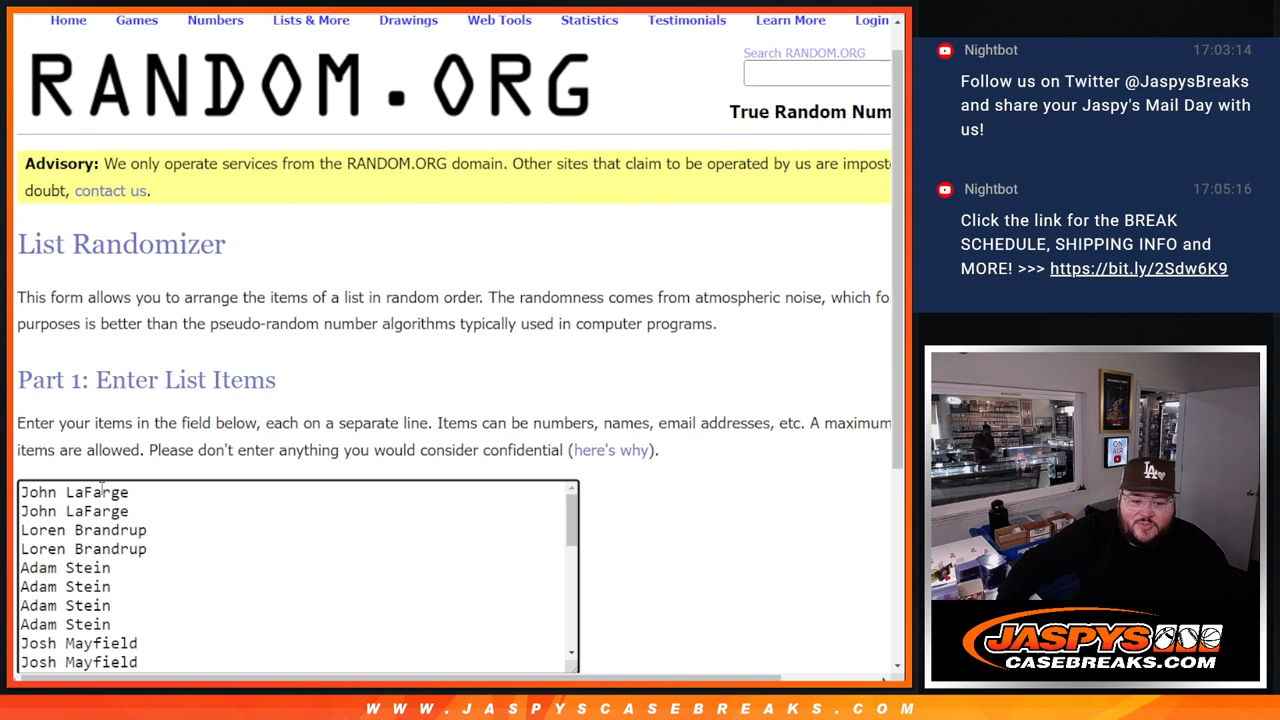 Home Games Numbers Lists & More Drawings Web Tools Statistics Testimonials Learn More Login
RANDOM.ORG
Search RANDOM.ORG
True Random Num
Advisory: We only operate services from the RANDOM.ORG domain. Other sites that claim to be operated by us are impost
doubt, contact us.
List Randomizer
This form allows you to arrange the items of a list in random order. The randomness comes from atmospheric noise, which fo
purposes is better than the pseudo-random number algorithms typically used in computer programs.
Part 1: Enter List Items
Enter your items in the field below, each on a separate line. Items can be numbers, names, email addresses, etc. A maximum
items are allowed. Please don't enter anything you would consider confidential (here's why).
John LaFarge
John LaFarge
Loren Brandrup
Loren Brandrup
Adam Stein
Adam Stein
Adam Stein
Adam Stein
Josh Mayfield
Josh Mayfield
Nightbot 17:03:14
Follow us on Twitter @JaspysBreaks
and share your Jaspy's Mail Day with
us!
Nightbot 17:05:16
Click the link for the BREAK
SCHEDULE, SHIPPING INFO and
MORE! >>> https://bit.ly/2Sdw6K9
ON
AIR
LA
JASPYS
CASEBREAKS.COM
WWW.JASPYSCASEBREAKS.COM